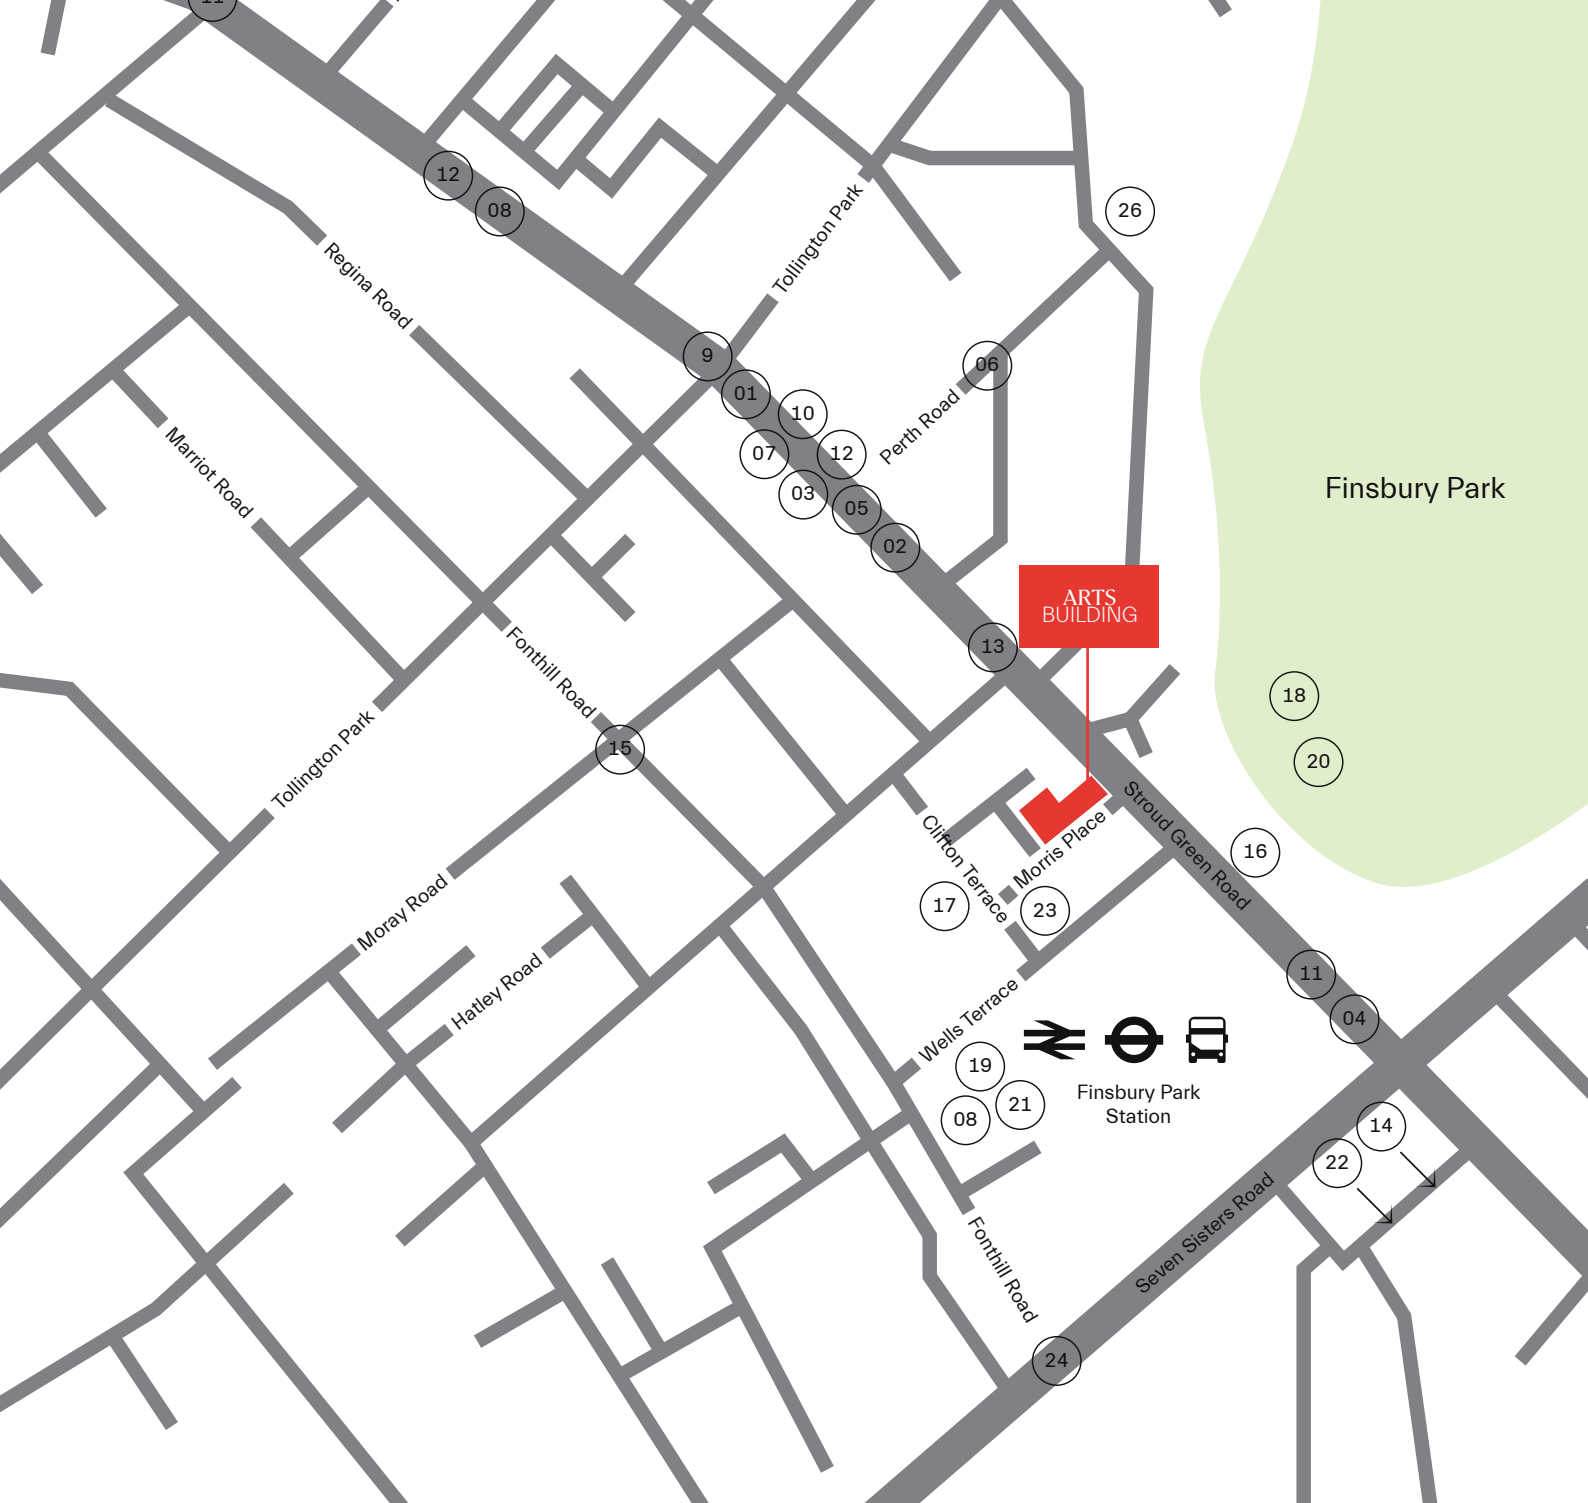 11
12
08
Tollington Park
26
Regina Road
9
06
01
10
Perth Road
07
12
Marriot Road
03
05
Finsbury Park
02
ARTS
BUILDING
13
Fonthill Road
18
15
20
Tollington Park
Stroud Green Road
Clifton Terrace
Morris Place
16
17
23
Moray Road
Hatley Road
11
Wells Terrace
04
19
Finsbury Park
Station
21
08
14
22
Seven Sisters Road
Fonthill Road
24